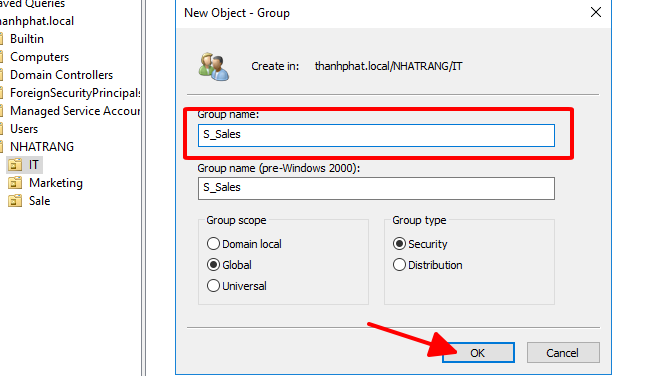 aved Queries
hanhphat.local
Builtin
Computers
Domain Controllers
ForeignSecurityPrincipals
Managed Service Accour
Users
NHATRANG
IT
Marketing
Sale
New Object - Group
Create in: thanhphat.local/NHATRANG/IT
Group name:
S_Sales
Group name (pre-Windows 2000):
S_Sales
Group scope
Domain local
Global
Universal
Group type
Security
Distribution
OK
Cancel